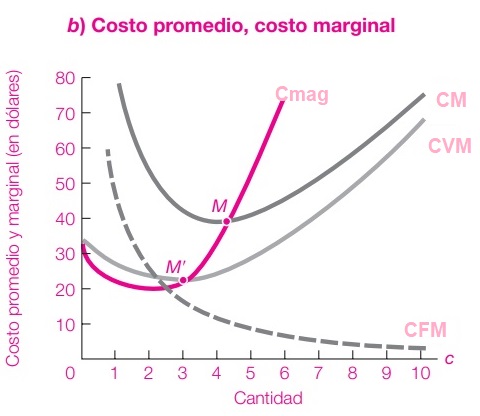 b) Costo promedio, costo marginal
Costo promedio y marginal (en dólares)
80
70
60
50
40
30
20
10
Cmag
CM
CVM
M
M'
CFM
0 1 2 3 4 5 6 7 8 9 10 C
Cantidad